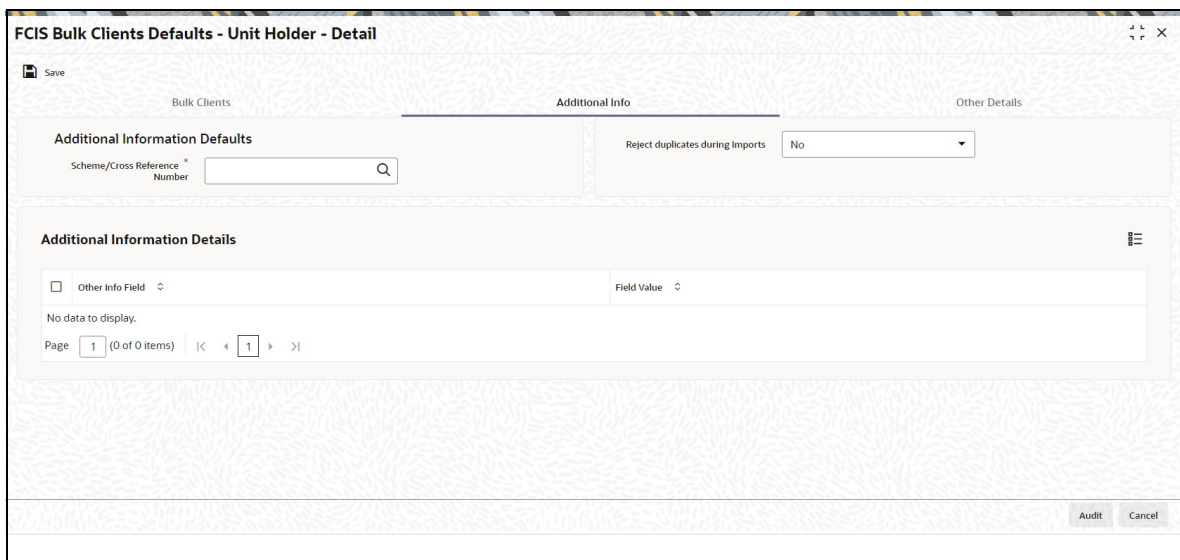 FCIS Bulk Clients Defaults - Unit Holder - Detail
Save
Bulk Clients
Additional Info
Other Details
Additional Information Defaults
Scheme/Cross Reference *
Number
Reject duplicates during Imports
No
Additional Information Details
Other Info Field
Field Value
No data to display.
Page 1 (0 of 0 items) 1
Audit Cancel